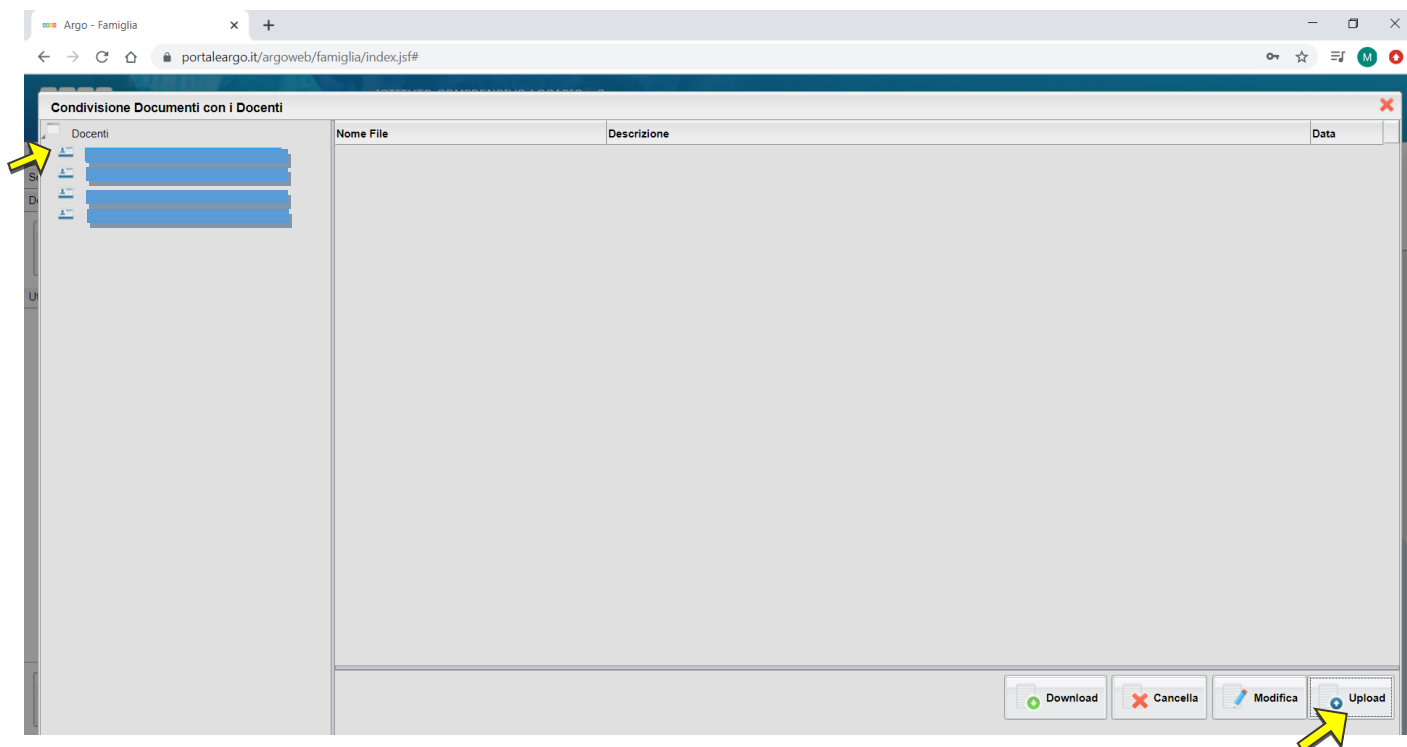 Argo - Famiglia
portaleargo.it/argoweb/famiglia/index.jsf#
M
Condivisione Documenti con i Docenti
Docenti
Nome File
Descrizione
Data
Download
Cancella
Modifica
Upload